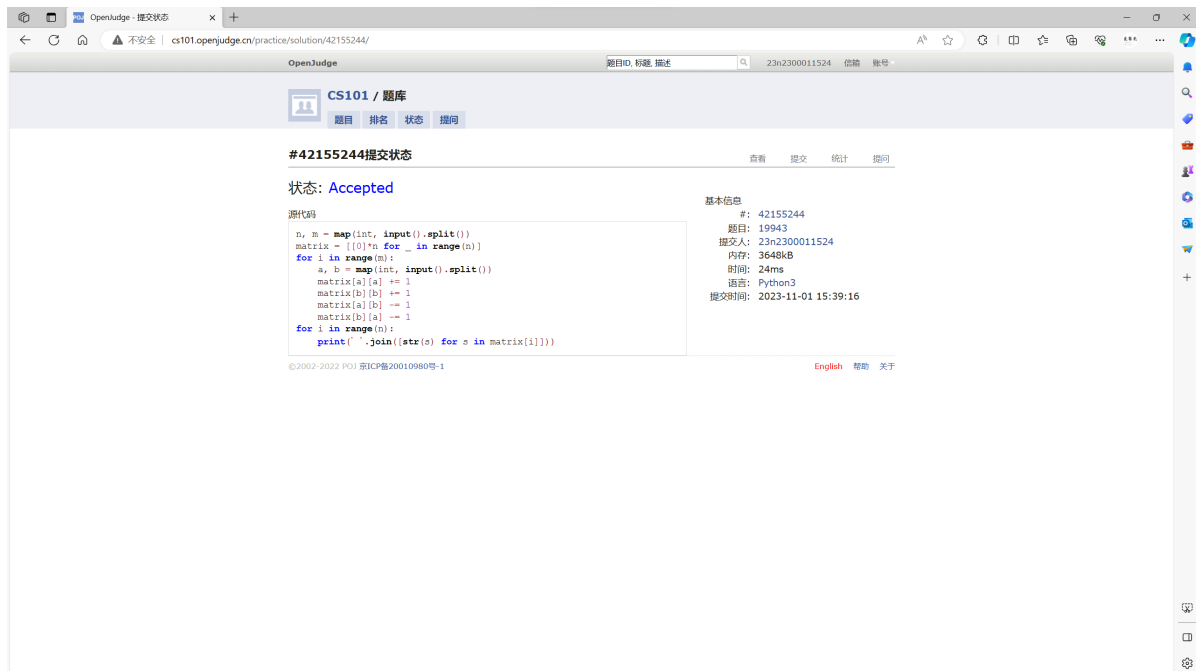 OpenJudge - 提交状态
不安全 cs101.openjudge.cn/practice/solution/42155244/
OpenJudge 题目ID, 标题, 描述 23n2300011524 信箱 账号
CS101 / 题库
题目 排名 状态 提问
#42155244提交状态 查看 提交 统计 提问
状态: Accepted
源代码
n, m = map(int, input().split())
matrix = [[0]*n for _ in range(n)]
for i in range(m):
    a, b = map(int, input().split())
    matrix[a][a] += 1
    matrix[b][b] += 1
    matrix[a][b] -= 1
    matrix[b][a] -= 1
for i in range(n):
    print(' '.join([str(s) for s in matrix[i]]))
基本信息
#: 42155244
题目: 19943
提交人: 23n2300011524
内存: 3648kB
时间: 24ms
语言: Python3
提交时间: 2023-11-01 15:39:16
©2002-2022 POJ 京ICP备20010980号-1 English 帮助 关于